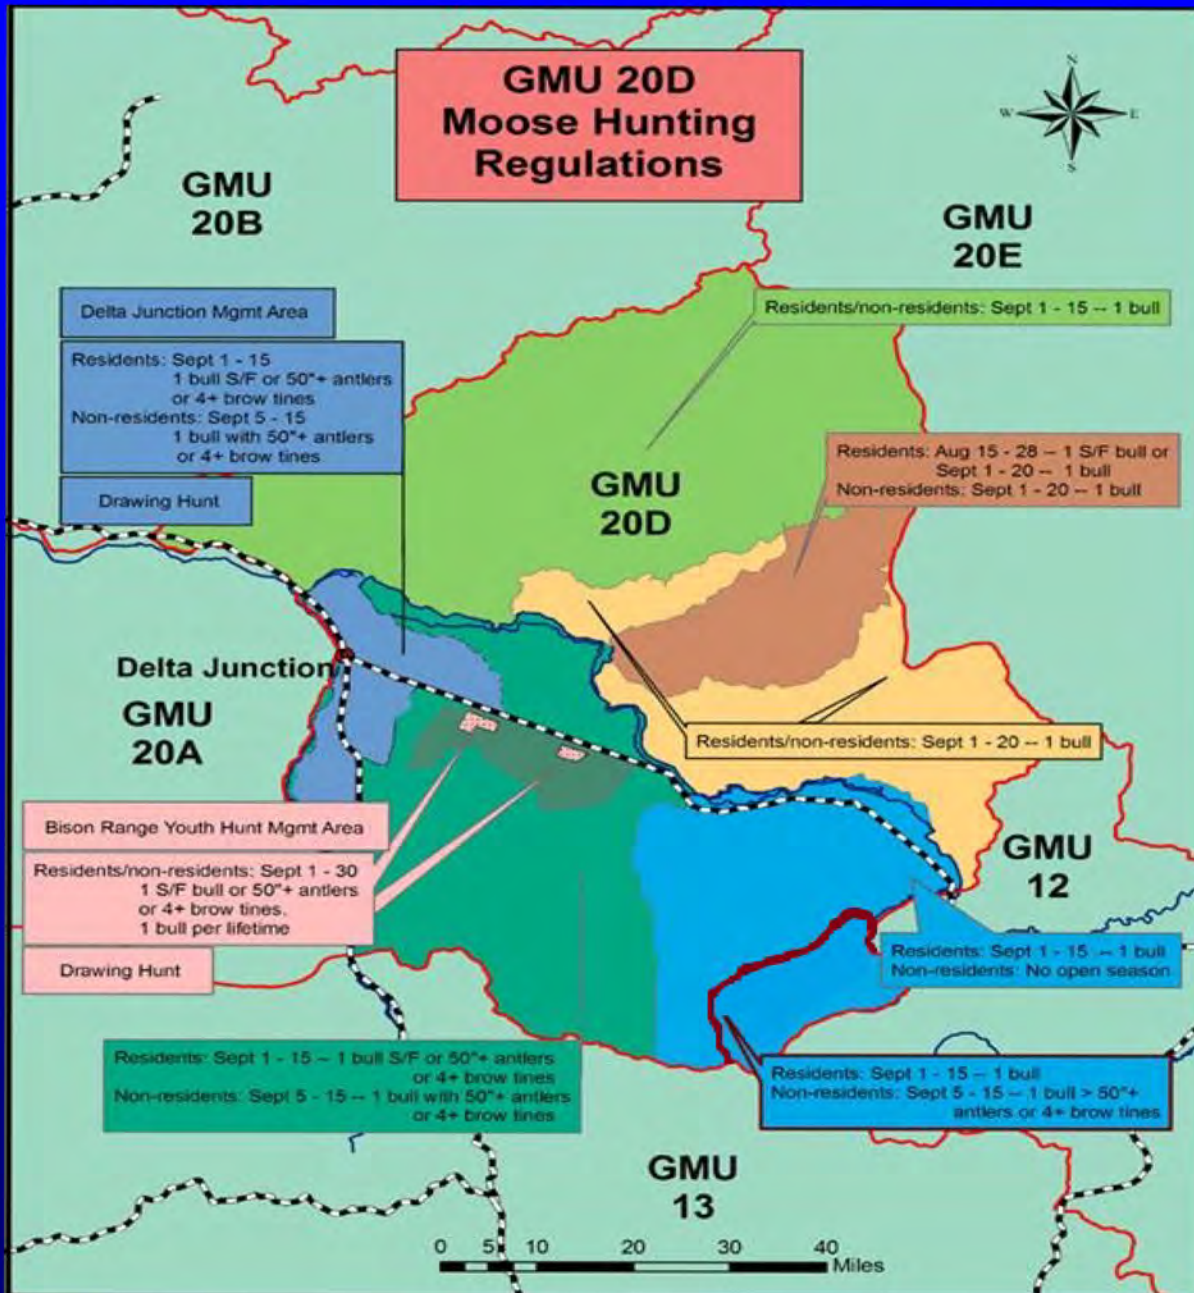 GMU 20D
Moose Hunting
Regulations
N
W
E
S
GMU
20B
GMU
20E
Delta Junction Mgmt Area
Residents/non-residents: Sept 1 - 15 -- 1 bull
Residents: Sept 1 - 15
1 bull S/F or 50"+ antlers
or 4+ brow tines
Non-residents: Sept 5 - 15
1 bull with 50"+ antlers
or 4+ brow tines
Drawing Hunt
Residents: Aug 15 - 28 -- 1 S/F bull or
Sept 1 - 20 -- 1 bull
Non-residents: Sept 1 - 20 -- 1 bull
GMU
20D
Delta Junction
GMU
20A
Residents/non-residents: Sept 1 - 20 -- 1 bull
Bison Range Youth Hunt Mgmt Area
Residents/non-residents: Sept 1 - 30
1 S/F bull or 50"+ antlers
or 4+ brow tines.
1 bull per lifetime
Drawing Hunt
GMU
12
Residents: Sept 1 - 15 -- 1 bull
Non-residents: No open season
Residents: Sept 1 - 15 -- 1 bull S/F or 50"+ antlers
or 4+ brow tines
Non-residents: Sept 5 - 15 -- 1 bull with 50"+ antlers
or 4+ brow tines
Residents: Sept 1 - 15 -- 1 bull
Non-residents: Sept 5 - 15 -- 1 bull > 50"+
antlers or 4+ brow tines
GMU
13
0 5 10 20 30 40
Miles